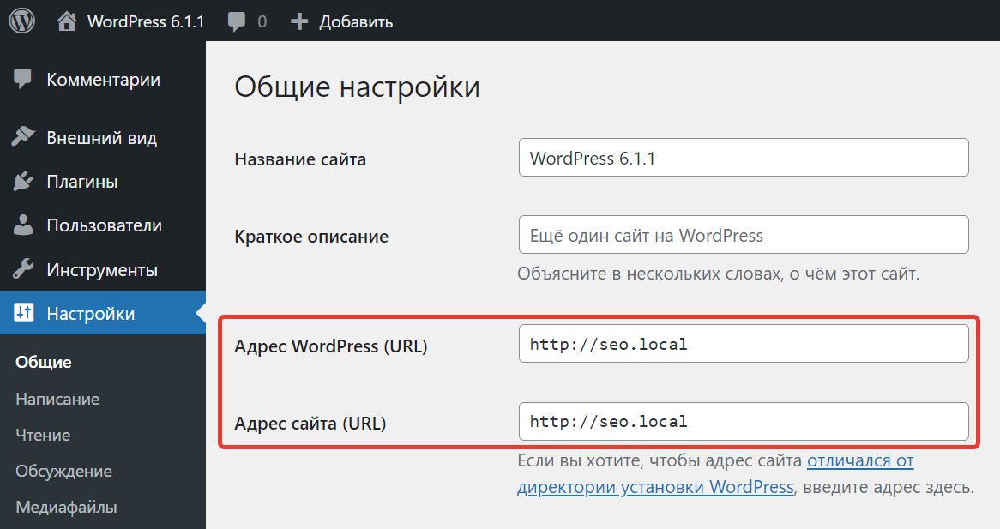 WordPress 6.1.1 0 Добавить
Комментарии
Внешний вид
Плагины
Пользователи
Инструменты
Настройки
Общие
Написание
Чтение
Обсуждение
Медиафайлы
Общие настройки
Название сайта WordPress 6.1.1
Краткое описание Ещё один сайт на WordPress
Объясните в нескольких словах, о чём этот сайт.
Адрес WordPress (URL) http://seo.local
Адрес сайта (URL) http://seo.local
Если вы хотите, чтобы адрес сайта отличался от
директории установки WordPress, введите адрес здесь.